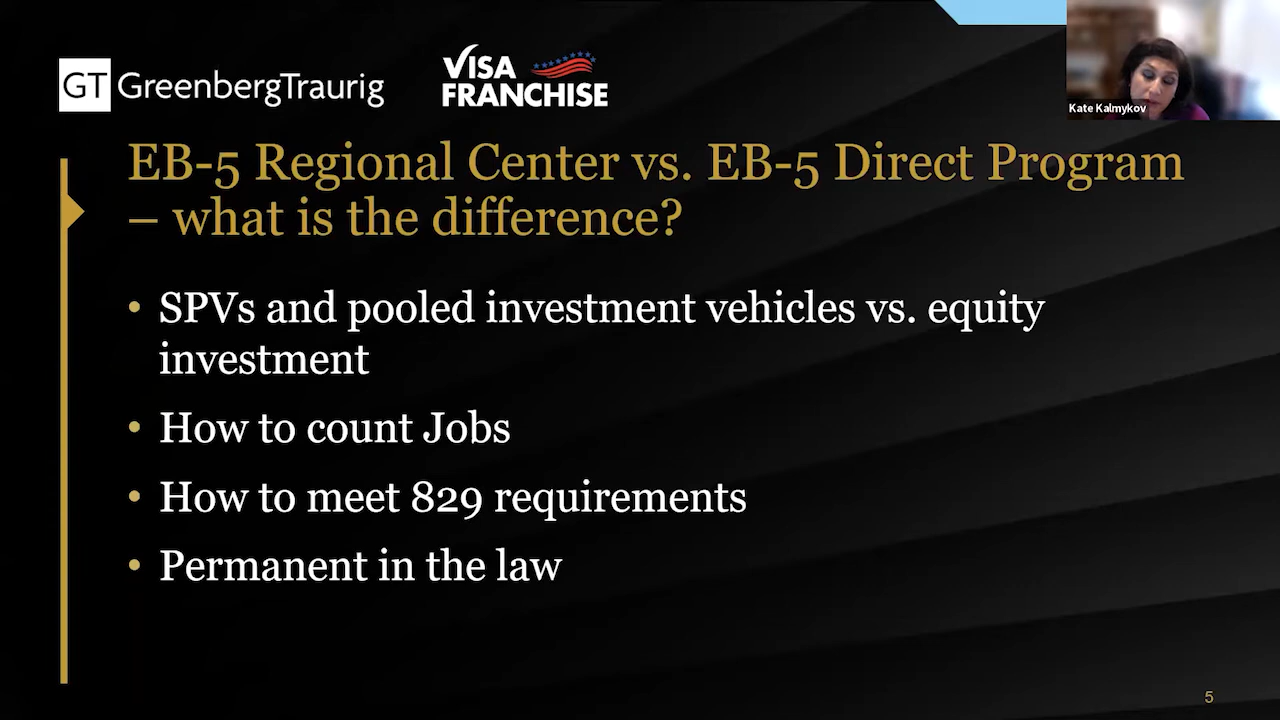 GT GreenbergTraurig
VISA
FRANCHISE
Kate Kalmykov
EB-5 Regional Center vs. EB-5 Direct Program
– what is the difference?
• SPVs and pooled investment vehicles vs. equity
investment
• How to count Jobs
• How to meet 829 requirements
• Permanent in the law
5